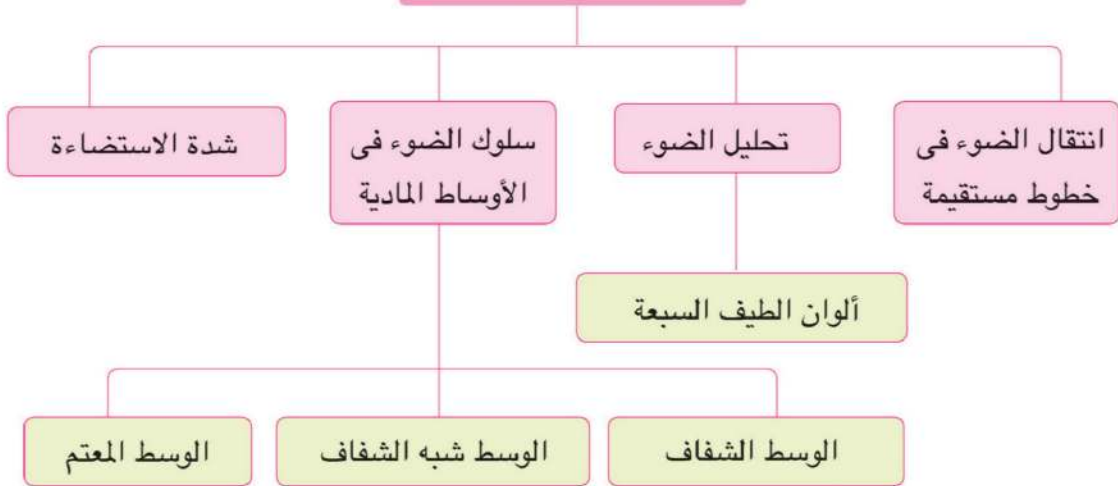 انتقال الضوء فى
خطوط مستقيمة
تحليل الضوء
سلوك الضوء فى
الأوساط المادية
شدة الاستضاءة
ألوان الطيف السبعة
الوسط الشفاف
الوسط شبه الشفاف
الوسط المعتم